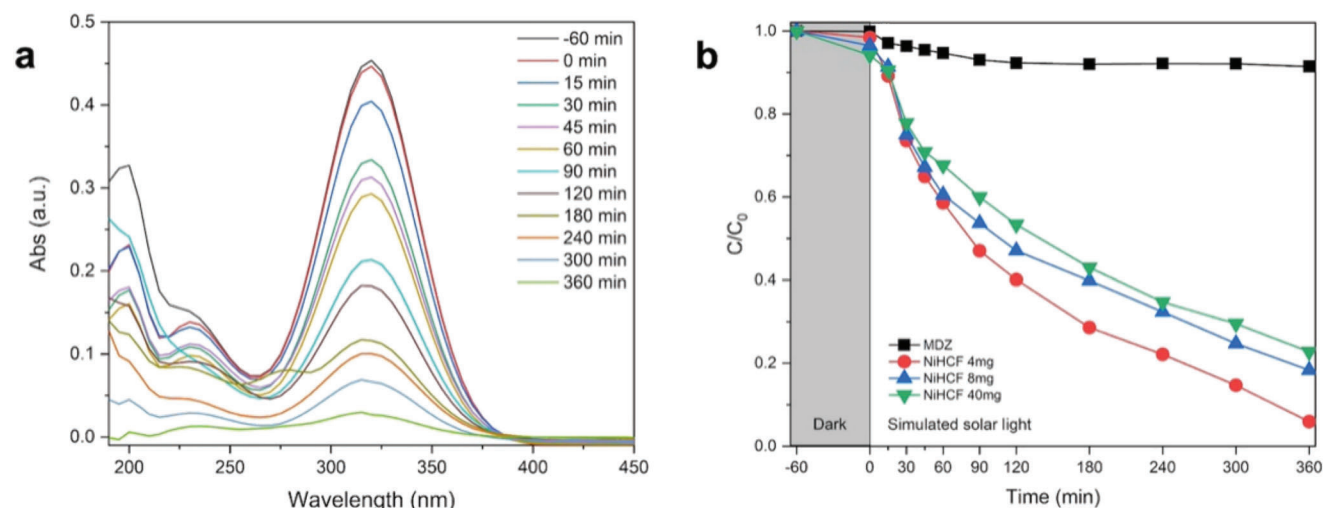 a
0.5
0.4
0.3
0.2
0.1
0.0
Abs (a.u.)
200
250
300
350
400
450
Wavelength (nm)
-60 min
0 min
15 min
30 min
45 min
60 min
90 min
120 min
180 min
240 min
300 min
360 min
b
1.0
0.8
0.6
0.4
0.2
0.0
C/C₀
MDZ
NiHCF 4mg
NiHCF 8mg
NiHCF 40mg
Dark
Simulated solar light
-60
0
30
60
90
120
180
240
300
360
Time (min)